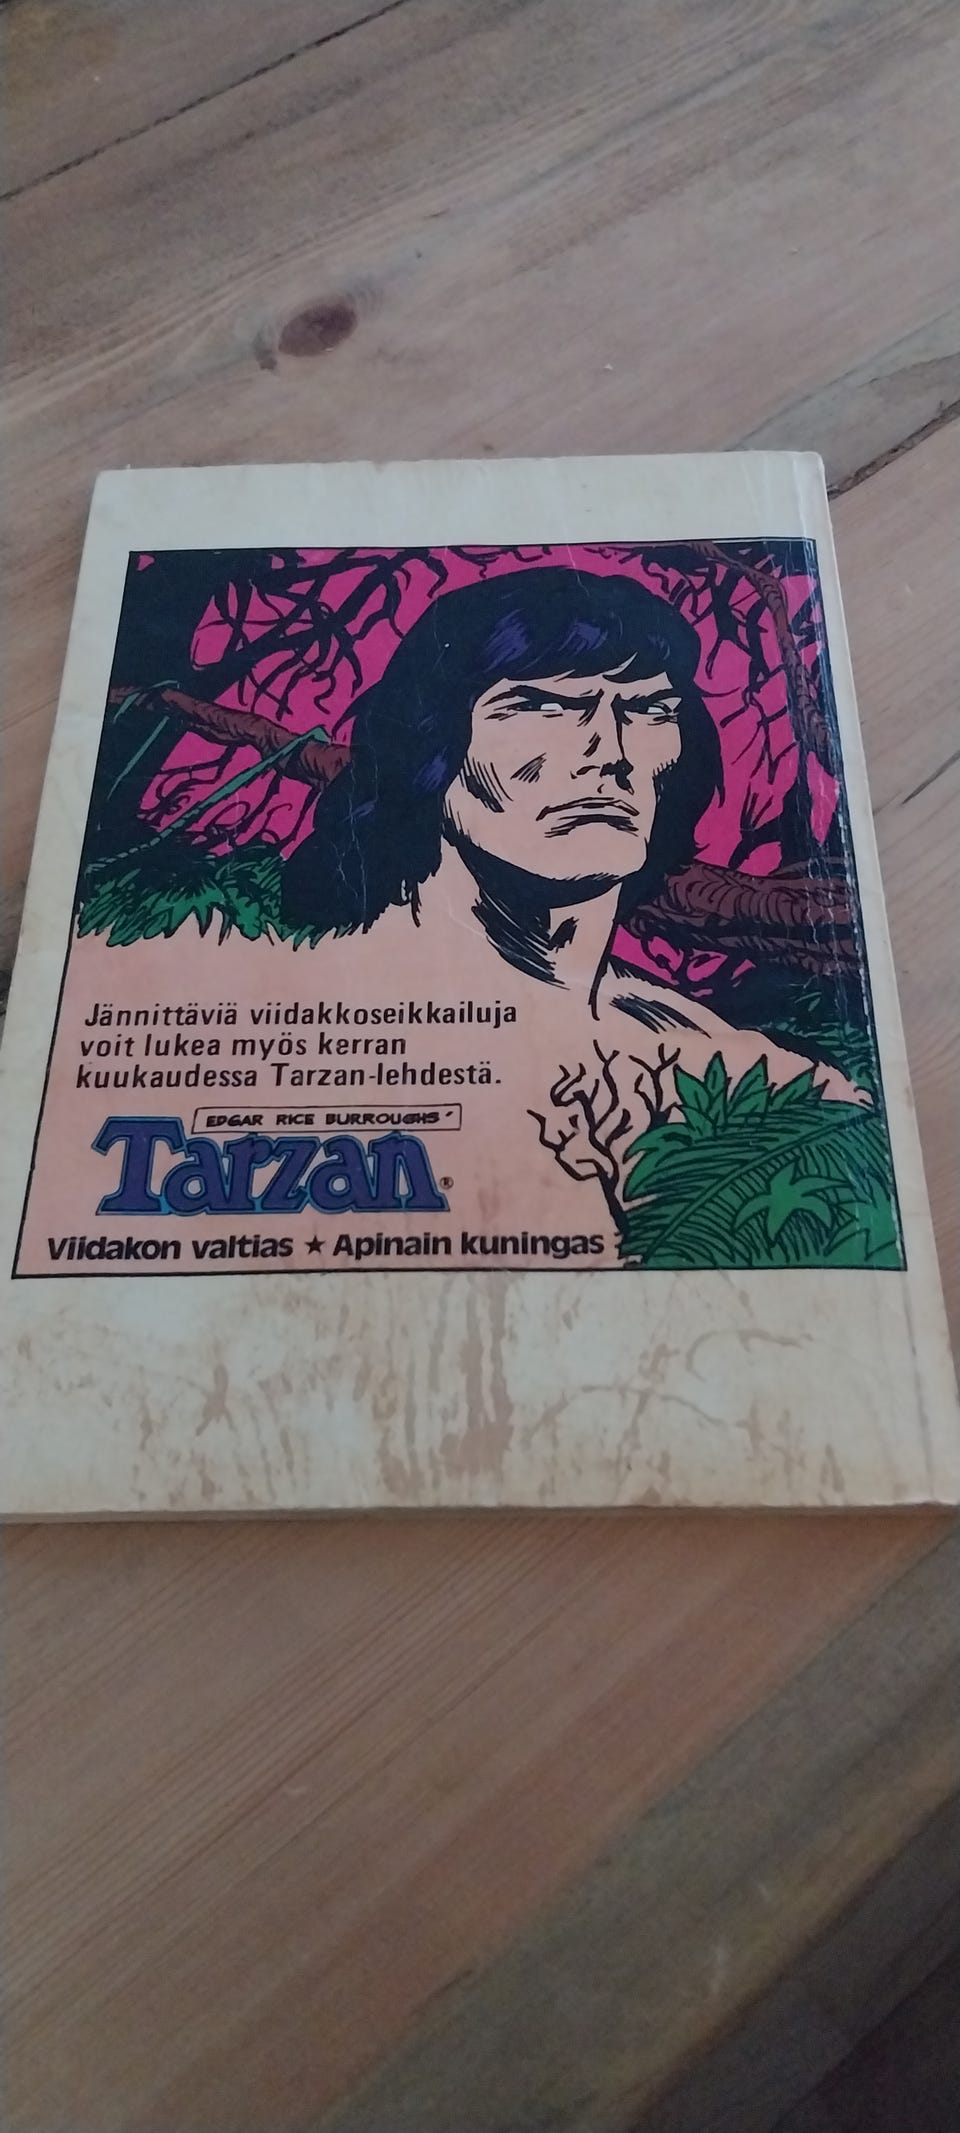 Jännittäviä viidakkoseikkailuja
voit lukea myös kerran
kuukaudessa Tarzan-lehdestä.
EDGAR RICE BURROUGHS'
Tarzan®
Viidakon valtias ★ Apinain kuningas